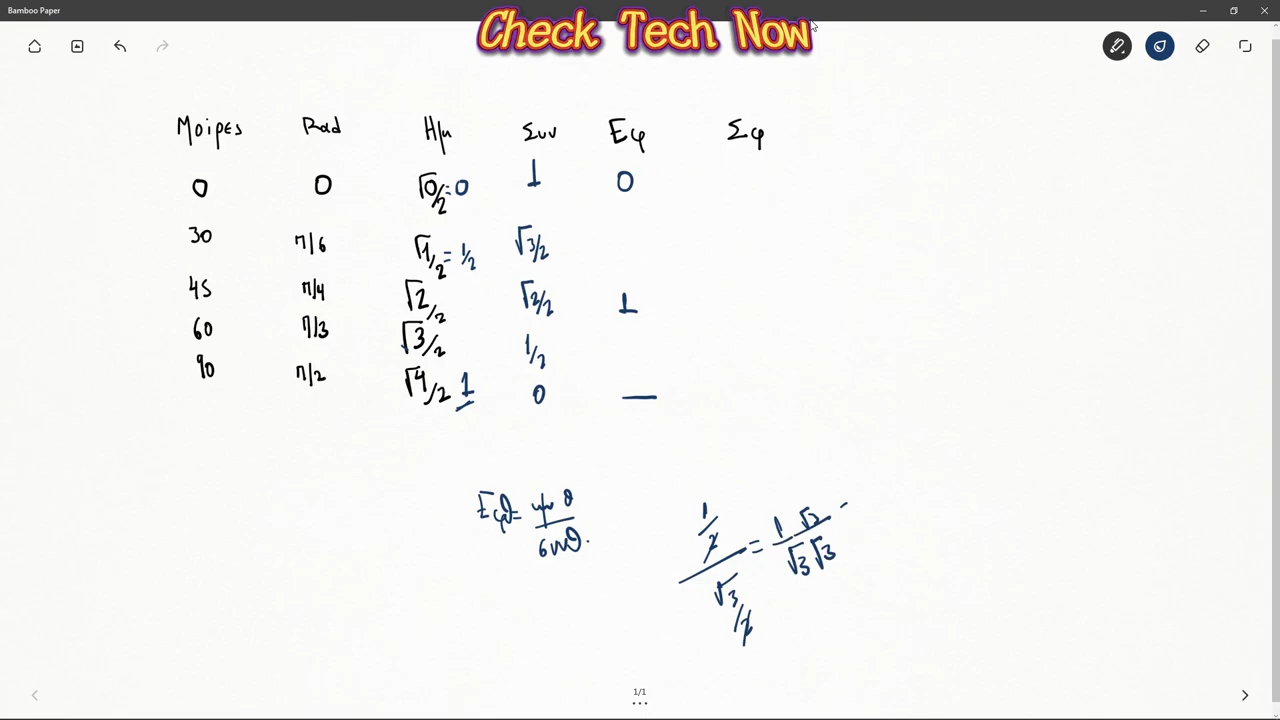 Bamboo Paper
Check Tech Now
Μοιρες Rad Ημ Συν Εφ Σφ
0 0 √0/2=0 1 0
30 π/6 √1/2=1/2 √3/2
45 π/4 √2/2 √2/2 1
60 π/3 √3/2 1/2
90 π/2 √4/2 1 0 —
Εφθ= ημθ/συνθ.
1/2/√3/2 = 1√3/√3√3 =
1/1